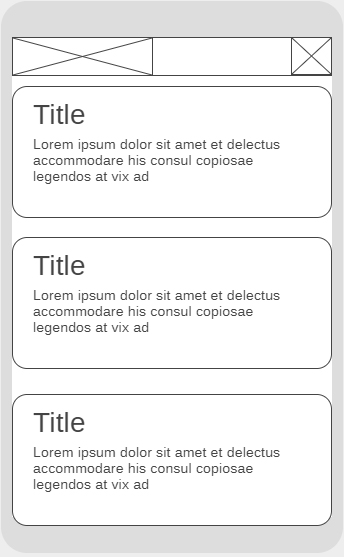 Title
Lorem ipsum dolor sit amet et delectus
accommodare his consul copiosae
legendos at vix ad
Title
Lorem ipsum dolor sit amet et delectus
accommodare his consul copiosae
legendos at vix ad
Title
Lorem ipsum dolor sit amet et delectus
accommodare his consul copiosae
legendos at vix ad